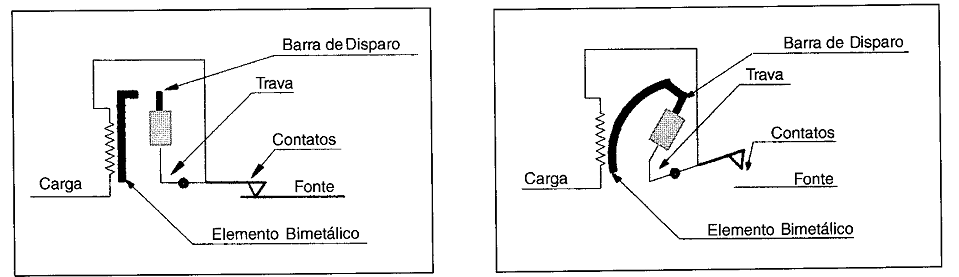 Barra de Disparo
Trava
Contatos
Carga
Fonte
Elemento Bimetálico
Barra de Disparo
Trava
Contatos
Carga
Fonte
Elemento Bimetálico